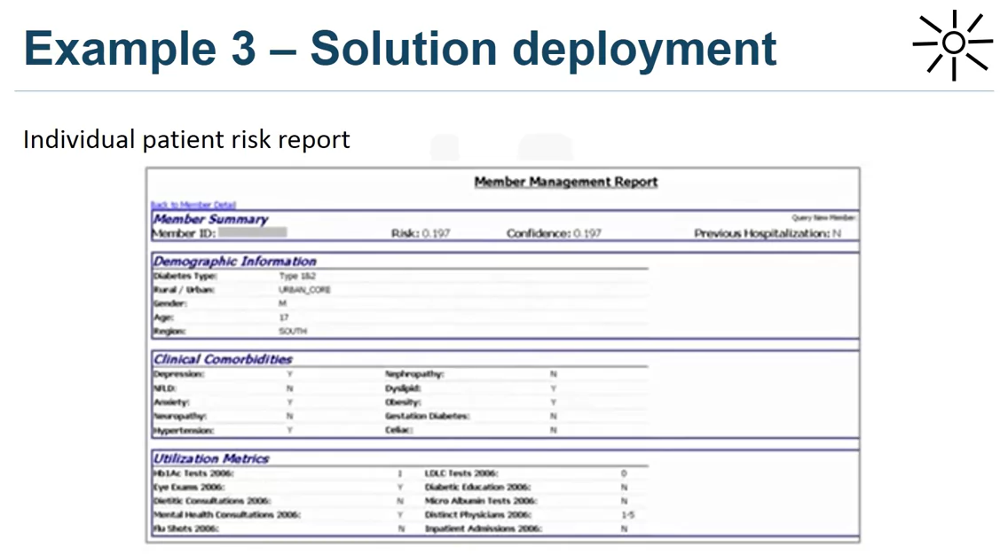 Example 3 – Solution deployment
Individual patient risk report
Member Management Report
Back to Member Detail
Member Summary Query New Member
Member ID: Risk: 0.197 Confidence: 0.197 Previous Hospitalization: N
Demographic Information
Diabetes Type: Type 1&2
Rural / Urban: URBAN_CORE
Gender: M
Age: 17
Region: SOUTH
Clinical Comorbidities
Depression: Y Nephropathy: N
NFLD: N Dyslipid: Y
Anxiety: Y Obesity: Y
Neuropathy: N Gestation Diabetes: N
Hypertension: Y Celiac: N
Utilization Metrics
Hb1Ac Tests 2006: 1 LDLC Tests 2006: 0
Eye Exams 2006: Y Diabetic Education 2006: N
Dietitic Consultations 2006: N Micro Albumin Tests 2006: N
Mental Health Consultations 2006: Y Distinct Physicians 2006: 1-5
Flu Shots 2006: N Inpatient Admissions 2006: N